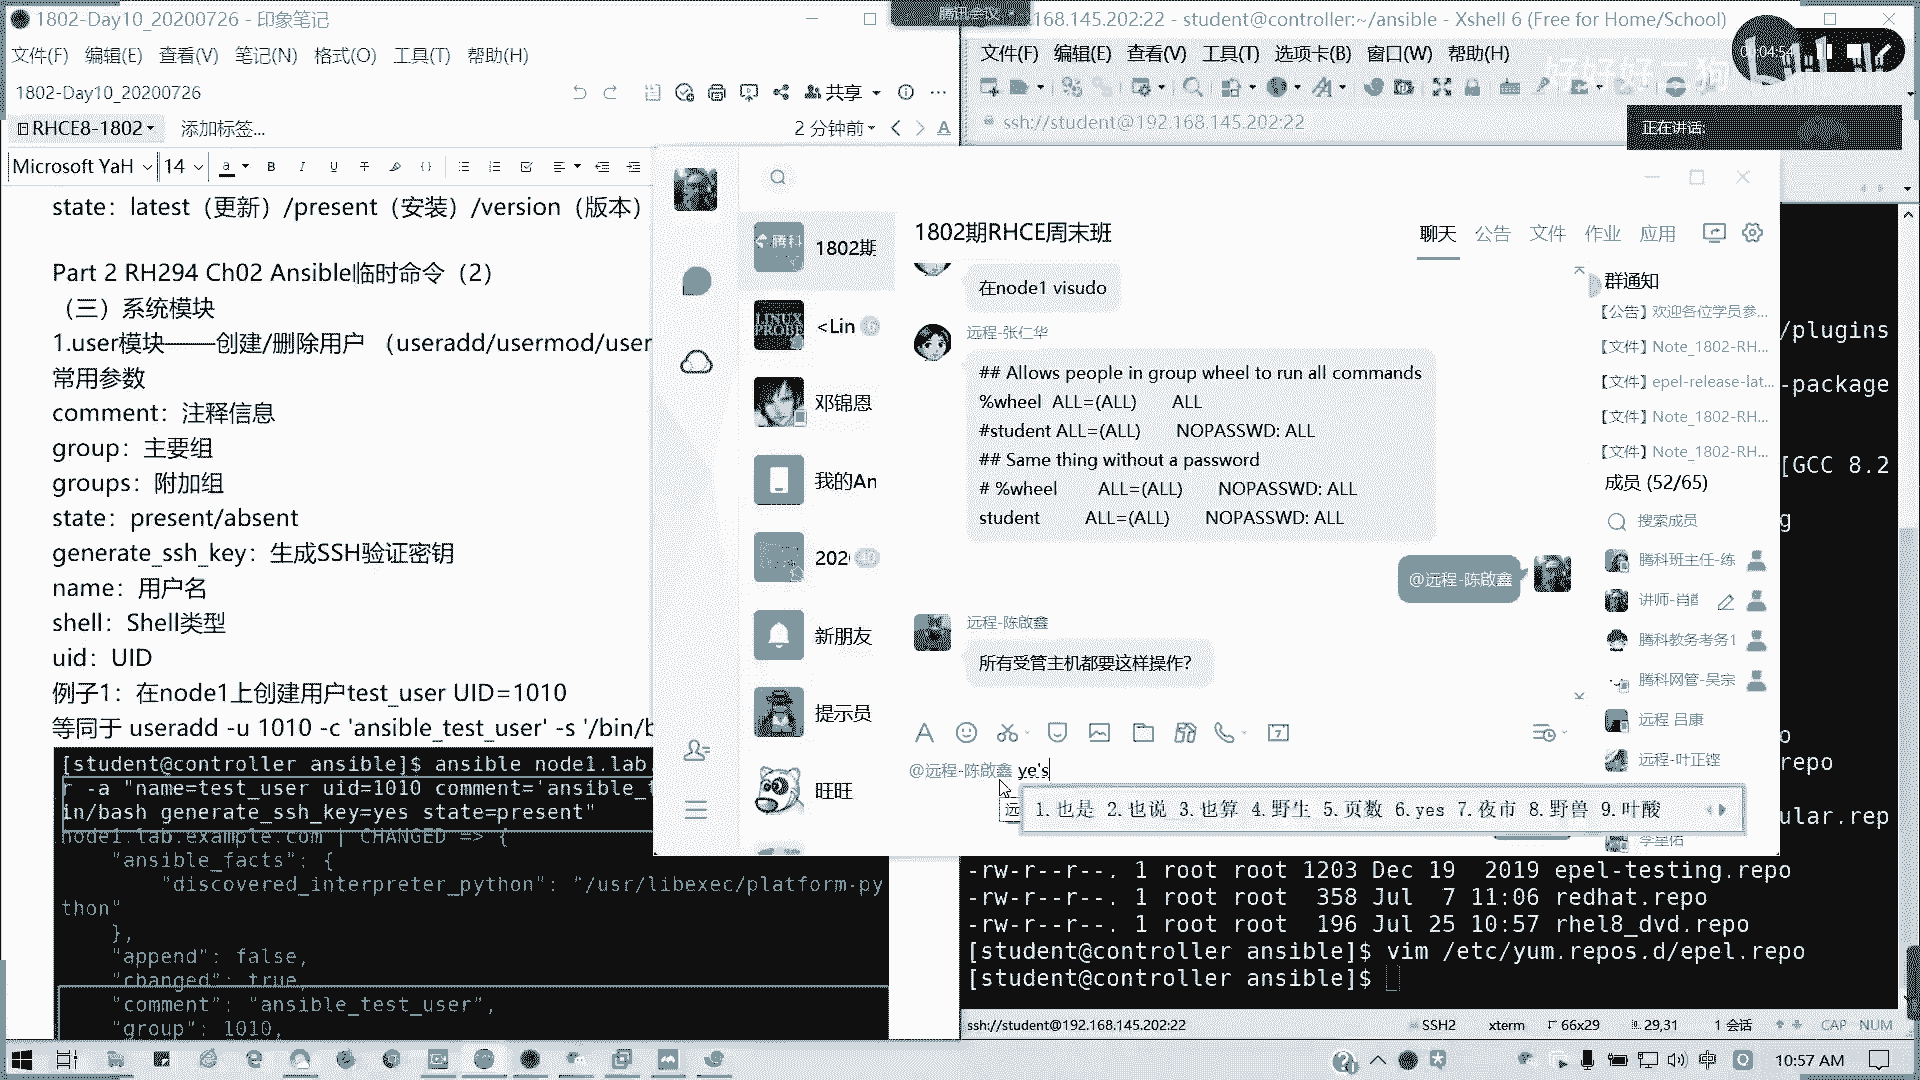 1802-Day10_20200726 - 印象笔记
文件(F) 编辑(E) 查看(V) 笔记(N) 格式(O) 工具(T) 帮助(H)
1802-Day10_20200726
共享
RHCE8-1802
添加标签...
2 分钟前
Microsoft YaH
14
state：latest（更新）/present（安装）/version（版本）
Part 2 RH294 Ch02 Ansible临时命令（2）
（三）系统模块
1.user模块——创建/删除用户 （useradd/usermod/user
常用参数
comment：注释信息
group：主要组
groups：附加组
state：present/absent
generate_ssh_key：生成SSH验证密钥
name：用户名
shell：Shell类型
uid：UID
例子1：在node1上创建用户test_user UID=1010
等同于 useradd -u 1010 -c 'ansible_test_user' -s '/bin/b
[student@controller ansible]$ ansible node1.lab.
r -a "name=test_user uid=1010 comment='ansible_t
in/bash generate_ssh_key=yes state=present"
node1.lab.example.com | CHANGED => {
"ansible_facts": {
"discovered_interpreter_python": "/usr/libexec/platform-py
thon"
},
"append": false,
"changed": true,
"comment": "ansible_test_user",
"group": 1010,
腾讯会议
168.145.202:22 - student@controller:~/ansible - Xshell 6 (Free for Home/School)
文件(F) 编辑(E) 查看(V) 工具(T) 选项卡(B) 窗口(W) 帮助(H)
04:54
好好好二狗
ssh://student@192.168.145.202:22
正在讲话:
1802期
<Lin
邓锦恩
我的An
202
新朋友
提示员
旺旺
1802期RHCE周末班
聊天 公告 文件 作业 应用
在node1 visudo
远程-张仁华
## Allows people in group wheel to run all commands
%wheel ALL=(ALL) ALL
#student ALL=(ALL) NOPASSWD: ALL
## Same thing without a password
# %wheel ALL=(ALL) NOPASSWD: ALL
student ALL=(ALL) NOPASSWD: ALL
@远程-陈啟鑫
远程-陈啟鑫
所有受管主机都要这样操作?
@远程-陈啟鑫 ye's
1.也是 2.也说 3.也算 4.野生 5.页数 6.yes 7.夜市 8.野兽 9.叶酸
群通知
【公告】欢迎各位学员参...
【文件】Note_1802-RH...
【文件】epel-release-lat...
【文件】Note_1802-RH...
【文件】Note_1802-RH...
成员 (52/65)
搜索成员
腾科班主任-练
讲师-肖
腾科教务考务1
腾科网管-吴宗
远程 吕康
远程-叶正铿
/plugins
-package
[GCC 8.2
g
o
repo
ular.rep
-rw-r--r--. 1 root root 1203 Dec 19 2019 epel-testing.repo
-rw-r--r--. 1 root root 358 Jul 7 11:06 redhat.repo
-rw-r--r--. 1 root root 196 Jul 25 10:57 rhel8_dvd.repo
[student@controller ansible]$ vim /etc/yum.repos.d/epel.repo
[student@controller ansible]$
ssh://student@192.168.145.202:22
SSH2 xterm 66x29 29,31 1 会话 CAP NUM
中
10:57 AM